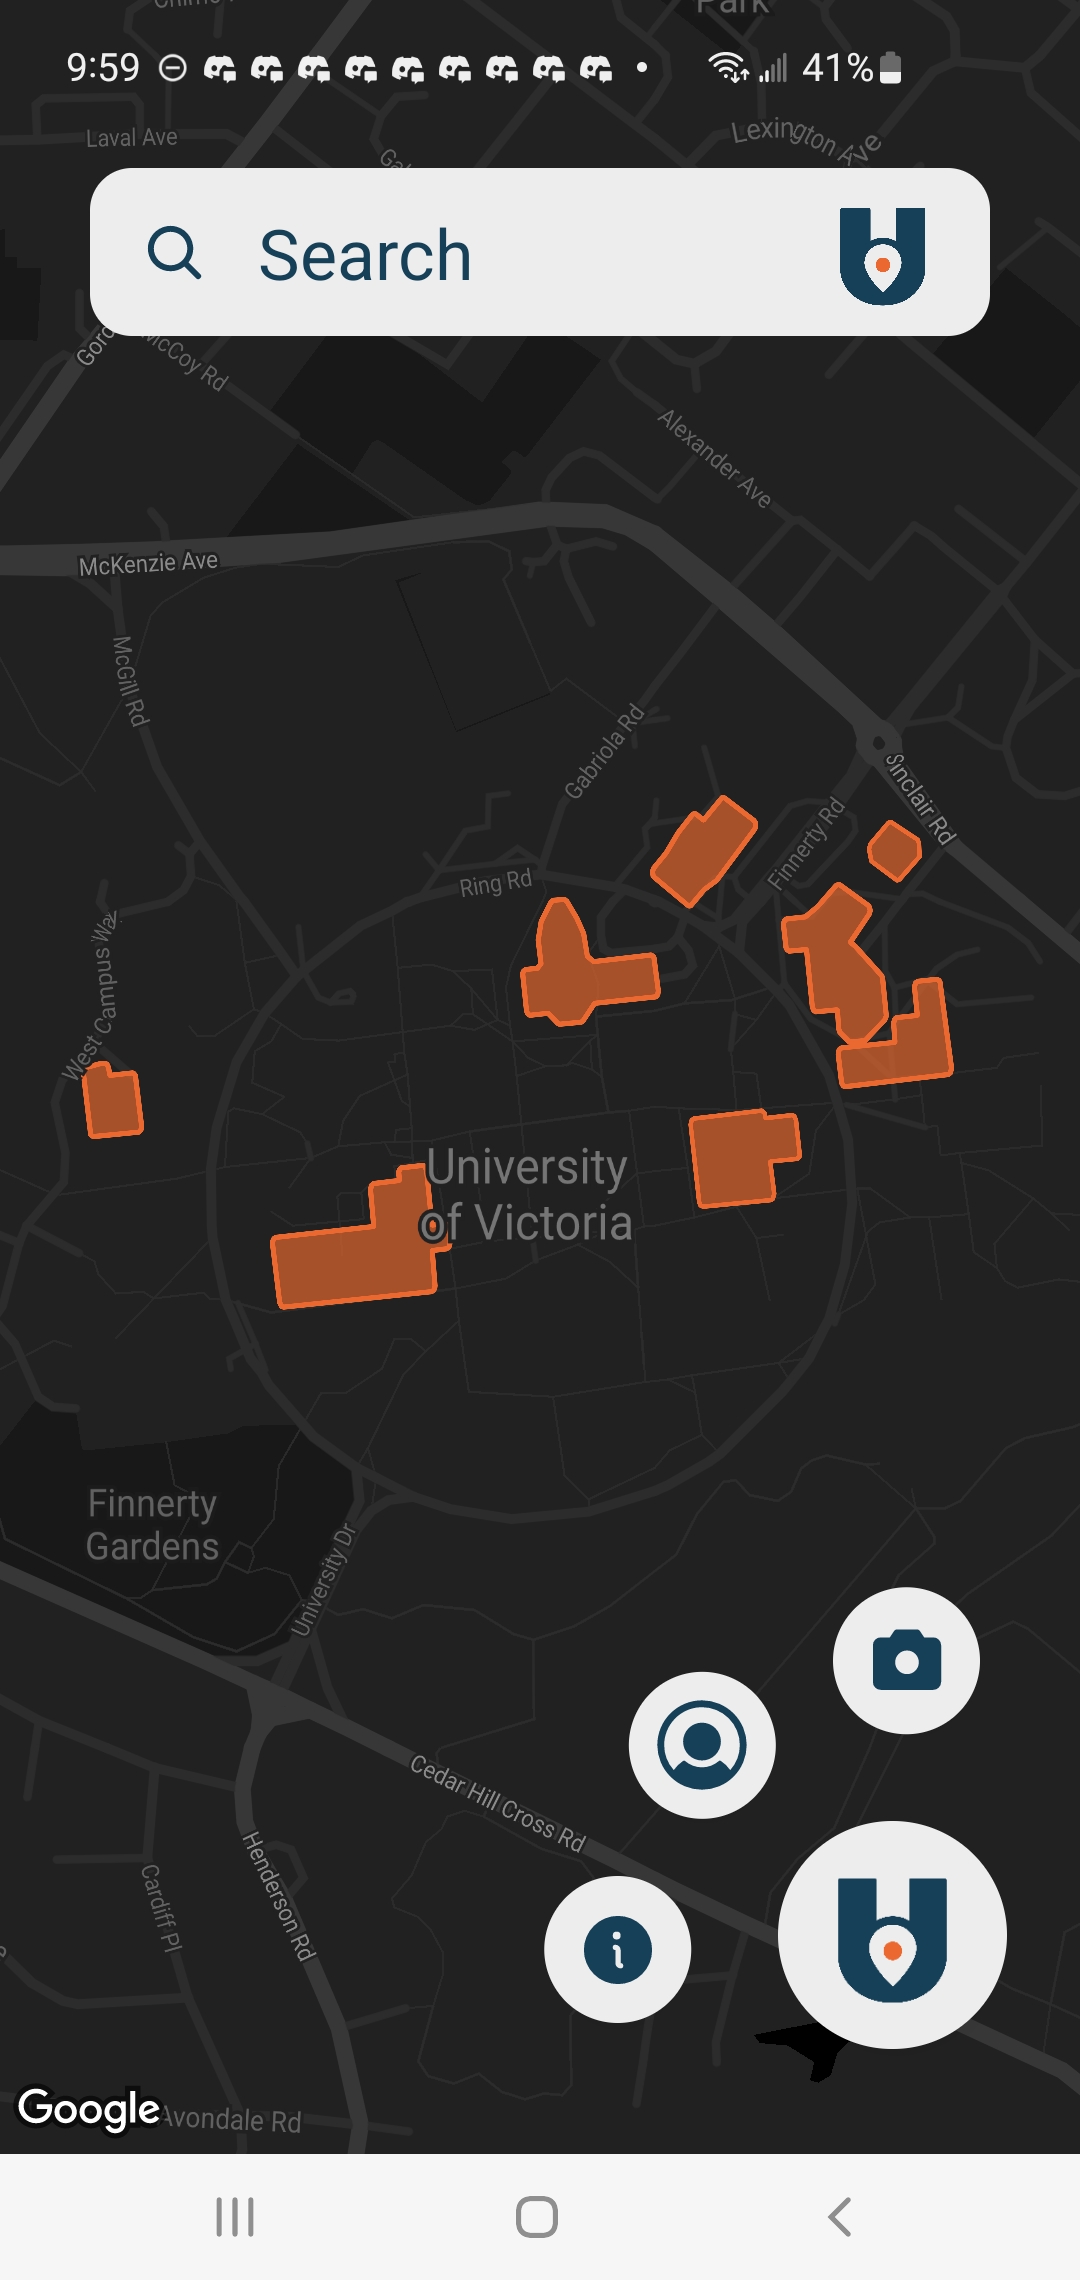 Park
9:59
41%
Laval Ave
Lexington Ave
Search
McCoy Rd
Alexander Ave
McKenzie Ave
McGill Rd
Gabriola Rd
Sinclair Rd
Finnerty Rd
Ring Rd
West Campus Way
University
of Victoria
Finnerty
Gardens
University Dr
Cedar Hill Cross Rd
Henderson Rd
Cardiff Pl
Google
Avondale Rd